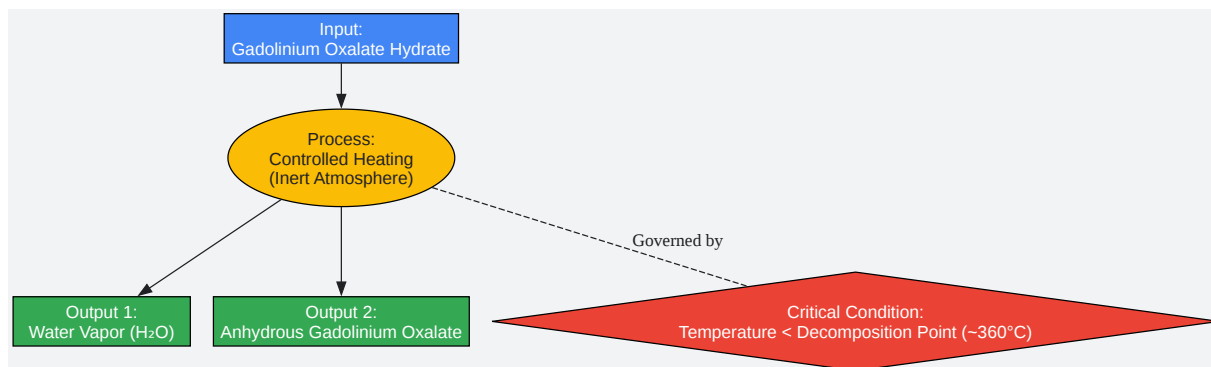 Input:
Gadolinium Oxalate Hydrate
Process:
Controlled Heating
(Inert Atmosphere)
Governed by
Output 1:
Water Vapor (H₂O)
Output 2:
Anhydrous Gadolinium Oxalate
Critical Condition:
Temperature < Decomposition Point (~360°C)